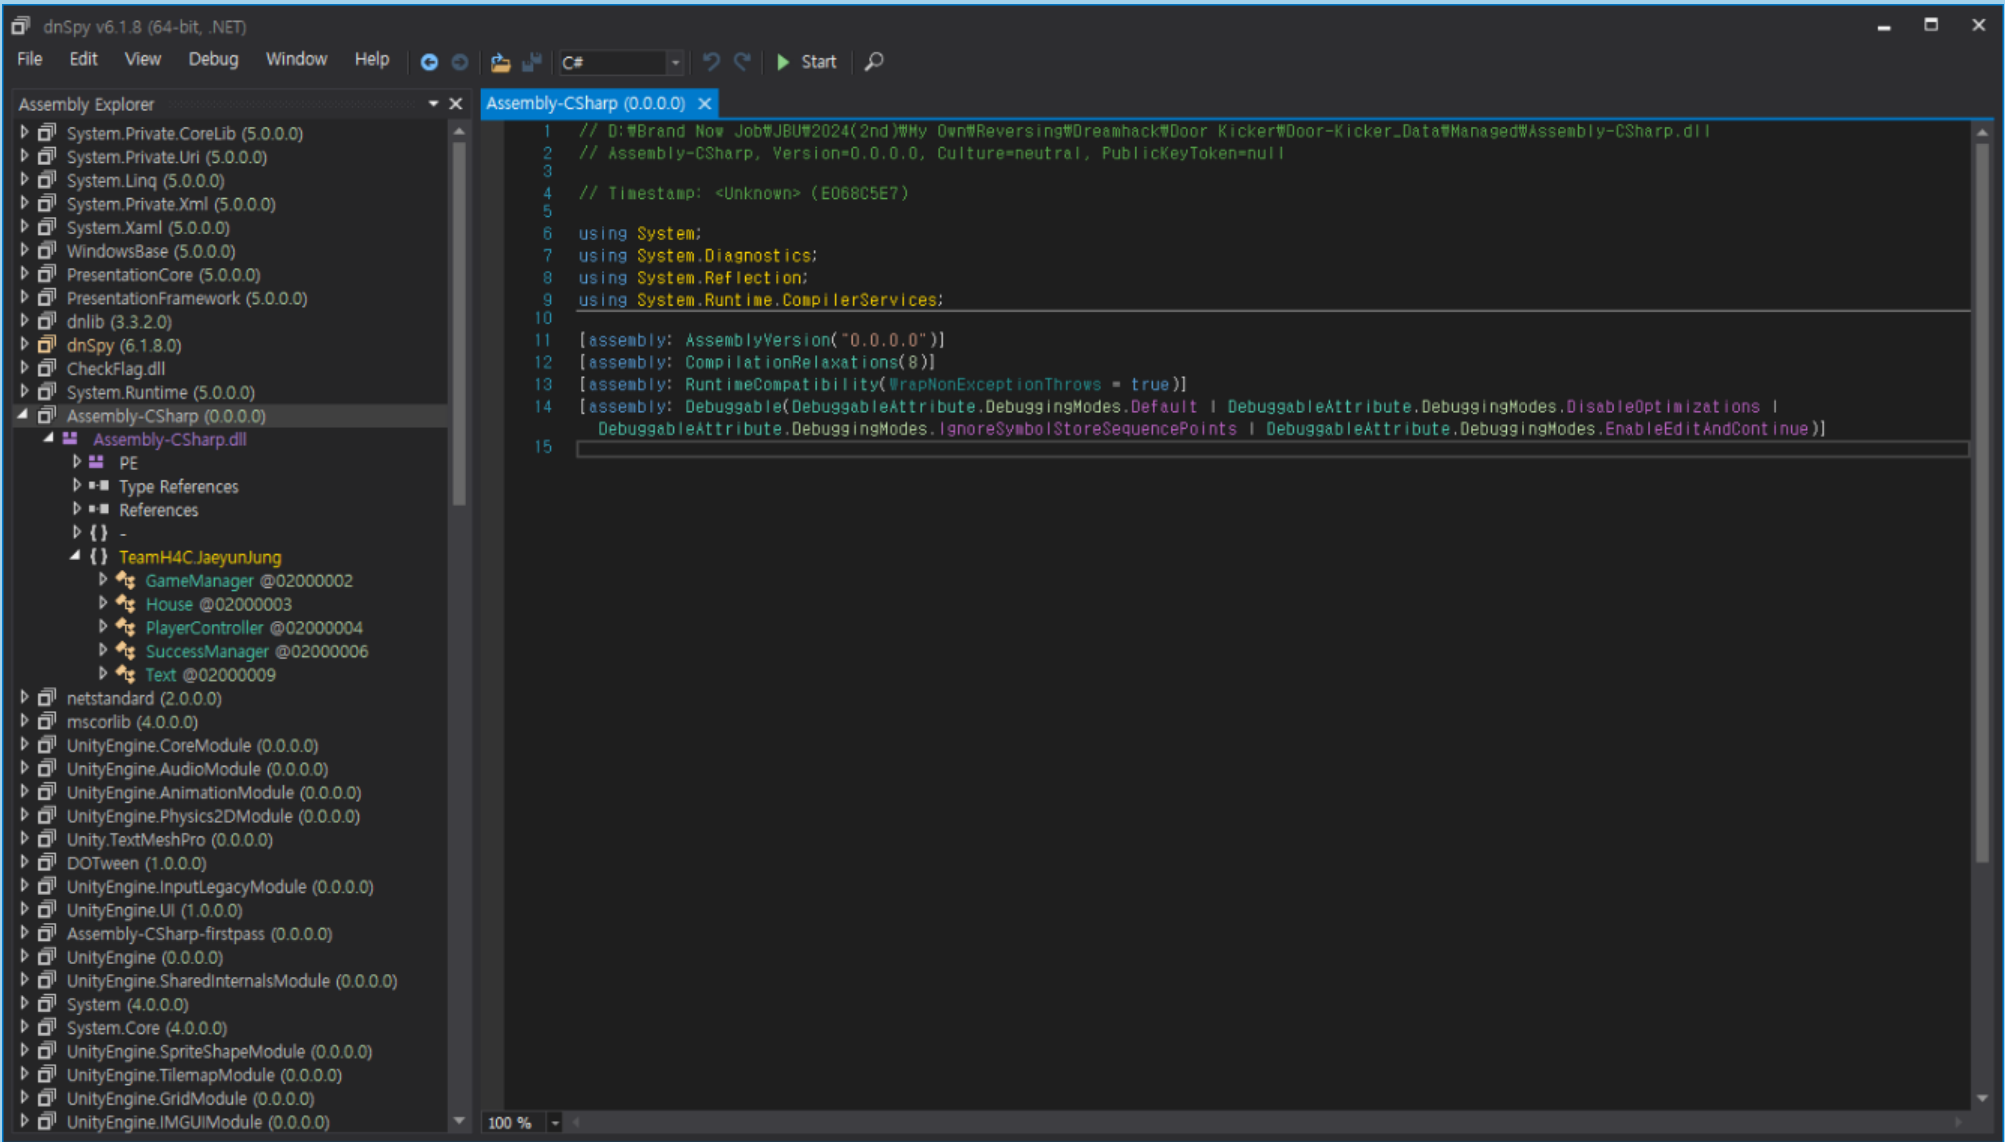 dnSpy v6.1.8 (64-bit, .NET)
File Edit View Debug Window Help C# Start
Assembly Explorer
System.Private.CoreLib (5.0.0.0)
System.Private.Uri (5.0.0.0)
System.Linq (5.0.0.0)
System.Private.Xml (5.0.0.0)
System.Xaml (5.0.0.0)
WindowsBase (5.0.0.0)
PresentationCore (5.0.0.0)
PresentationFramework (5.0.0.0)
dnlib (3.3.2.0)
dnSpy (6.1.8.0)
CheckFlag.dll
System.Runtime (5.0.0.0)
Assembly-CSharp (0.0.0.0)
Assembly-CSharp.dll
PE
Type References
References
{} -
{} TeamH4C.JaeyunJung
GameManager @02000002
House @02000003
PlayerController @02000004
SuccessManager @02000006
Text @02000009
netstandard (2.0.0.0)
mscorlib (4.0.0.0)
UnityEngine.CoreModule (0.0.0.0)
UnityEngine.AudioModule (0.0.0.0)
UnityEngine.AnimationModule (0.0.0.0)
UnityEngine.Physics2DModule (0.0.0.0)
Unity.TextMeshPro (0.0.0.0)
DOTween (1.0.0.0)
UnityEngine.InputLegacyModule (0.0.0.0)
UnityEngine.UI (1.0.0.0)
Assembly-CSharp-firstpass (0.0.0.0)
UnityEngine (0.0.0.0)
UnityEngine.SharedInternalsModule (0.0.0.0)
System (4.0.0.0)
System.Core (4.0.0.0)
UnityEngine.SpriteShapeModule (0.0.0.0)
UnityEngine.TilemapModule (0.0.0.0)
UnityEngine.GridModule (0.0.0.0)
UnityEngine.IMGUIModule (0.0.0.0)
Assembly-CSharp (0.0.0.0)
1 // D:₩Brand Now Job₩JBU₩2024(2nd)₩My Own₩Reversing₩Dreamhack₩Door Kicker₩Door-Kicker_Data₩Managed₩Assembly-CSharp.dll
2 // Assembly-CSharp, Version=0.0.0.0, Culture=neutral, PublicKeyToken=null
3
4 // Timestamp: <Unknown> (E068C5E7)
5
6 using System;
7 using System.Diagnostics;
8 using System.Reflection;
9 using System.Runtime.CompilerServices;
10
11 [assembly: AssemblyVersion("0.0.0.0")]
12 [assembly: CompilationRelaxations(8)]
13 [assembly: RuntimeCompatibility(WrapNonExceptionThrows = true)]
14 [assembly: Debuggable(DebuggableAttribute.DebuggingModes.Default | DebuggableAttribute.DebuggingModes.DisableOptimizations |
DebuggableAttribute.DebuggingModes.IgnoreSymbolStoreSequencePoints | DebuggableAttribute.DebuggingModes.EnableEditAndContinue)]
15
100 %